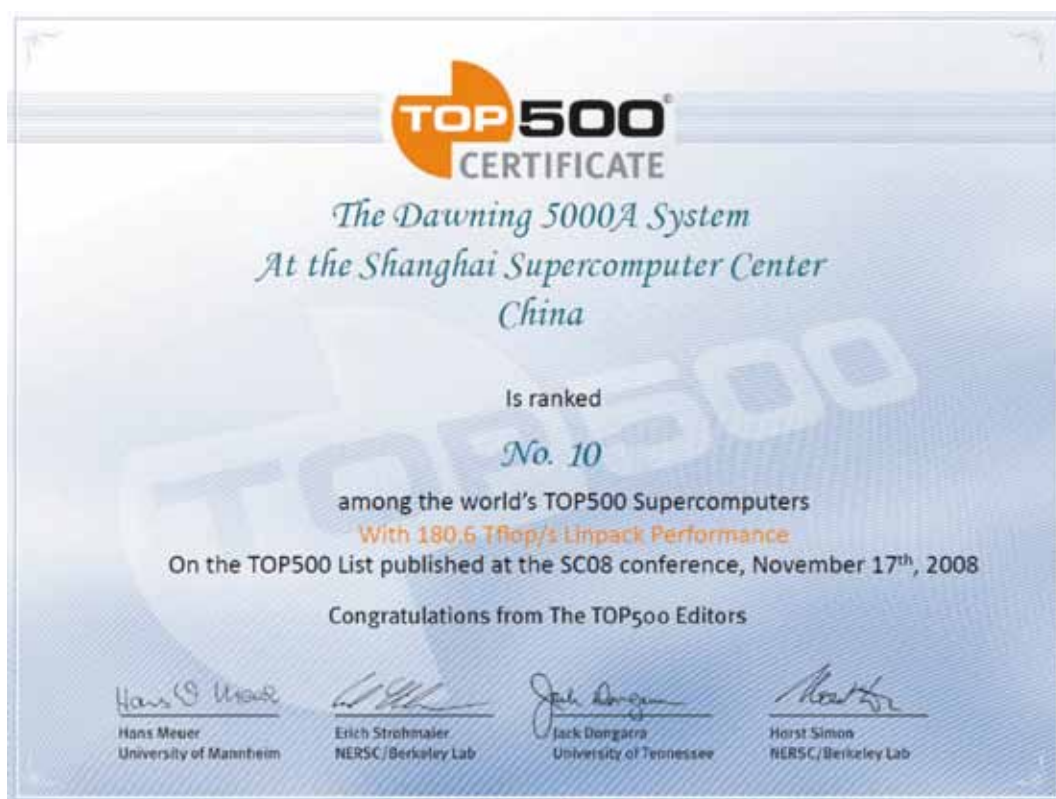 TOP500®
CERTIFICATE
The Dawning 5000A System
At the Shanghai Supercomputer Center
China
Is ranked
No. 10
among the world's TOP500 Supercomputers
With 180.6 Tflop/s Linpack Performance
On the TOP500 List published at the SC08 conference, November 17th, 2008
Congratulations from The TOP500 Editors
Hans Meuer
Erich Strohmaier
Jack Dongarra
Horst Simon
University of Mannheim
NERSC/Berkeley Lab
University of Tennessee
NERSC/Berkeley Lab